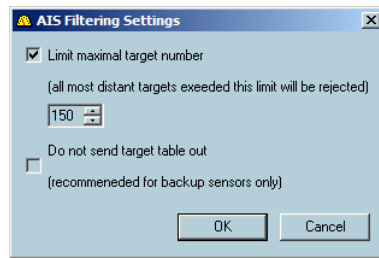 AIS Filtering Settings
Limit maximal target number
(all most distant targets exeeded this limit will be rejected)
150
Do not send target table out
(recommeneded for backup sensors only)
OK Cancel